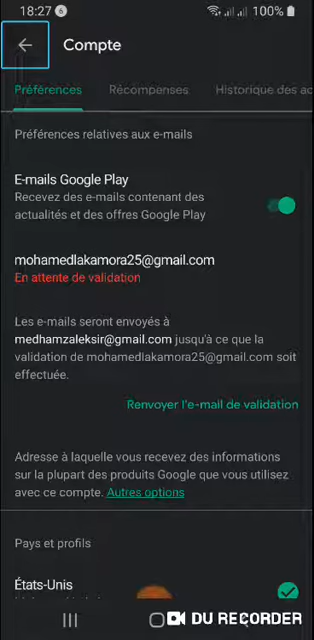 18:27 6 100%
Compte
Préférences Récompenses Historique des ac
Préférences relatives aux e-mails
E-mails Google Play
Recevez des e-mails contenant des
actualités et des offres Google Play
mohamedlakamora25@gmail.com
En attente de validation
Les e-mails seront envoyés à
medhamzaleksir@gmail.com jusqu'à ce que la
validation de mohamedlakamora25@gmail.com soit
effectuée.
Renvoyer l'e-mail de validation
Adresse à laquelle vous recevez des informations
sur la plupart des produits Google que vous utilisez
avec ce compte. Autres options
Pays et profils
États-Unis
DU RECORDER